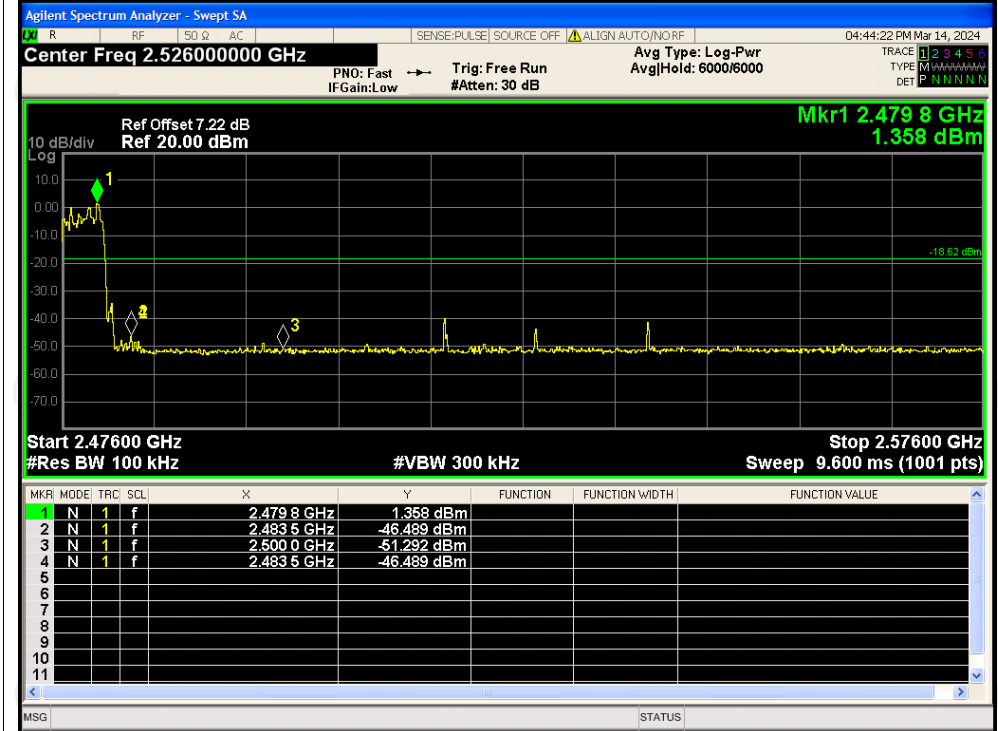 Agilent Spectrum Analyzer - Swept SA
LXI R RF 50 Ω AC SENSE:PULSE SOURCE OFF ALIGN AUTO/NO RF 04:44:22 PM Mar 14, 2024
Center Freq 2.526000000 GHz
Avg Type: Log-Pwr
TRACE 1 2 3 4 5 6
PNO: Fast Trig: Free Run Avg|Hold: 6000/6000
TYPE M WWWWW
IFGain:Low #Atten: 30 dB
DET P N N N N N
Mkr1 2.479 8 GHz
1.358 dBm
Ref Offset 7.22 dB
10 dB/div Ref 20.00 dBm
Log
10.0
0.00
-10.0
-20.0
-30.0
-40.0
-50.0
-60.0
-70.0
1
-18.62 dBm
2
3
Start 2.47600 GHz Stop 2.57600 GHz
#Res BW 100 kHz #VBW 300 kHz Sweep 9.600 ms (1001 pts)
MKR MODE TRC SCL X Y FUNCTION FUNCTION WIDTH FUNCTION VALUE
1 N 1 f 2.479 8 GHz 1.358 dBm
2 N 1 f 2.483 5 GHz -46.489 dBm
3 N 1 f 2.500 0 GHz -51.292 dBm
4 N 1 f 2.483 5 GHz -46.489 dBm
5
6
7
8
9
10
11
MSG STATUS